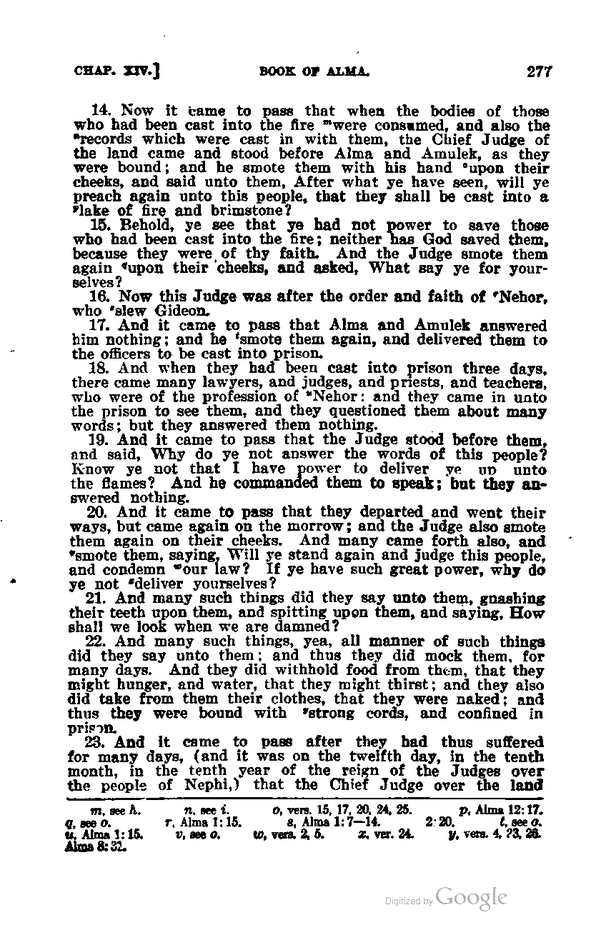 CHAP. XIV.] BOOK OF ALMA. 277
14. Now it came to pass that when the bodies of those
who had been cast into the fire ᵐwere consumed, and also the
ⁿrecords which were cast in with them, the Chief Judge of
the land came and stood before Alma and Amulek, as they
were bound; and he smote them with his hand ᵒupon their
cheeks, and said unto them, After what ye have seen, will ye
preach again unto this people, that they shall be cast into a
ᵖlake of fire and brimstone?
15. Behold, ye see that ye had not power to save those
who had been cast into the fire; neither has God saved them,
because they were of thy faith. And the Judge smote them
again qupon their cheeks, and asked, What say ye for your-
selves?
16. Now this Judge was after the order and faith of ʳNehor,
who ˢslew Gideon.
17. And it came to pass that Alma and Amulek answered
him nothing; and he ᵗsmote them again, and delivered them to
the officers to be cast into prison.
18. And when they had been cast into prison three days,
there came many lawyers, and judges, and priests, and teachers,
who were of the profession of ᵘNehor: and they came in unto
the prison to see them, and they questioned them about many
words; but they answered them nothing.
19. And it came to pass that the Judge stood before them,
and said, Why do ye not answer the words of this people?
Know ye not that I have power to deliver ye up unto
the flames? And he commanded them to speak; but they an-
swered nothing.
20. And it came to pass that they departed and went their
ways, but came again on the morrow; and the Judge also smote
them again on their cheeks. And many came forth also, and
ᵛsmote them, saying, Will ye stand again and judge this people,
and condemn ʷour law? If ye have such great power, why do
ye not ˣdeliver yourselves?
21. And many such things did they say unto them, gnashing
their teeth upon them, and spitting upon them, and saying, How
shall we look when we are damned?
22. And many such things, yea, all manner of such things
did they say unto them; and thus they did mock them, for
many days. And they did withhold food from them, that they
might hunger, and water, that they might thirst; and they also
did take from them their clothes, that they were naked; and
thus they were bound with ʸstrong cords, and confined in
prison.
23. And it came to pass after they had thus suffered
for many days, (and it was on the twelfth day, in the tenth
month, in the tenth year of the reign of the Judges over
the people of Nephi,) that the Chief Judge over the land
m, see h. n, see i. o, vers. 15, 17, 20, 24, 25. p, Alma 12:17.
q, see o. r, Alma 1:15. s, Alma 1:7—14. 2:20. t, see o.
u, Alma 1:15. v, see o. w, vers. 2, 5. x, ver. 24. y, vers. 4, 23, 26.
Alma 8:31.
Digitized by Google